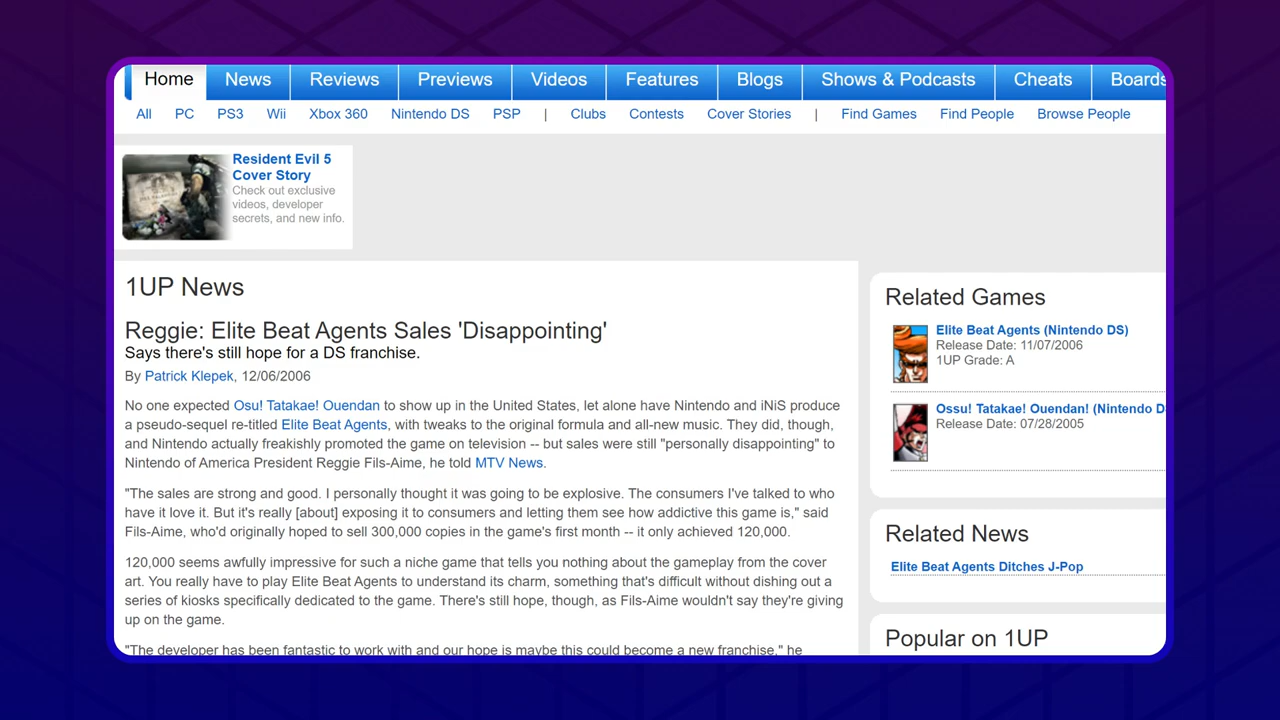 Home News Reviews Previews Videos Features Blogs Shows & Podcasts Cheats Boards
All PC PS3 Wii Xbox 360 Nintendo DS PSP | Clubs Contests Cover Stories | Find Games Find People Browse People
Resident Evil 5
Cover Story
Check out exclusive
videos, developer
secrets, and new info.
1UP News
Reggie: Elite Beat Agents Sales 'Disappointing'
Says there's still hope for a DS franchise.
By Patrick Klepek, 12/06/2006
No one expected Osu! Tatakae! Ouendan to show up in the United States, let alone have Nintendo and iNiS produce
a pseudo-sequel re-titled Elite Beat Agents, with tweaks to the original formula and all-new music. They did, though,
and Nintendo actually freakishly promoted the game on television -- but sales were still "personally disappointing" to
Nintendo of America President Reggie Fils-Aime, he told MTV News.
"The sales are strong and good. I personally thought it was going to be explosive. The consumers I've talked to who
have it love it. But it's really [about] exposing it to consumers and letting them see how addictive this game is," said
Fils-Aime, who'd originally hoped to sell 300,000 copies in the game's first month -- it only achieved 120,000.
120,000 seems awfully impressive for such a niche game that tells you nothing about the gameplay from the cover
art. You really have to play Elite Beat Agents to understand its charm, something that's difficult without dishing out a
series of kiosks specifically dedicated to the game. There's still hope, though, as Fils-Aime wouldn't say they're giving
up on the game.
"The developer has been fantastic to work with and our hope is maybe this could become a new franchise," he
Related Games
Elite Beat Agents (Nintendo DS)
Release Date: 11/07/2006
1UP Grade: A
Ossu! Tatakae! Ouendan! (Nintendo D
Release Date: 07/28/2005
Related News
Elite Beat Agents Ditches J-Pop
Popular on 1UP